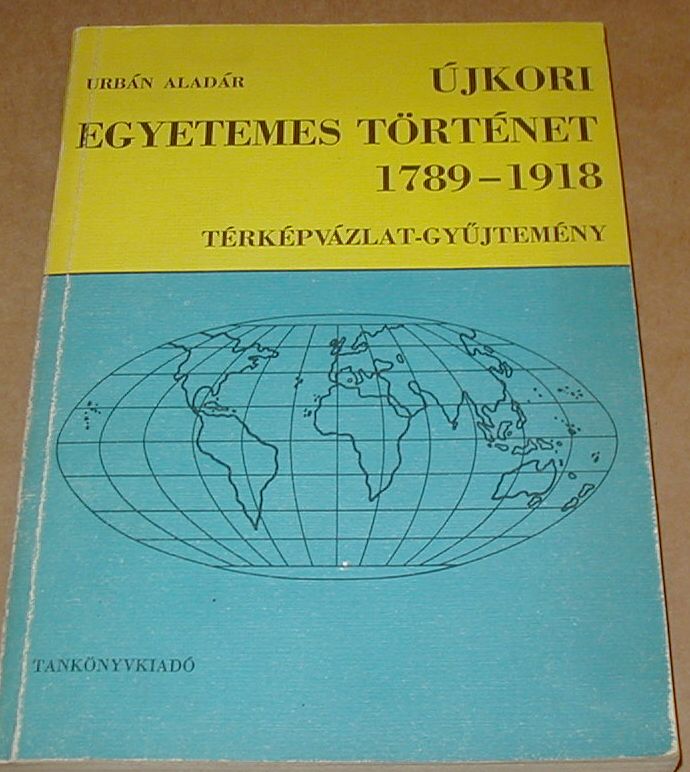 URBÁN ALADÁR
ÚJKORI
EGYETEMES TÖRTÉNET
1789–1918
TÉRKÉPVÁZLAT-GYŰJTEMÉNY
TANKÖNYVKIADÓ